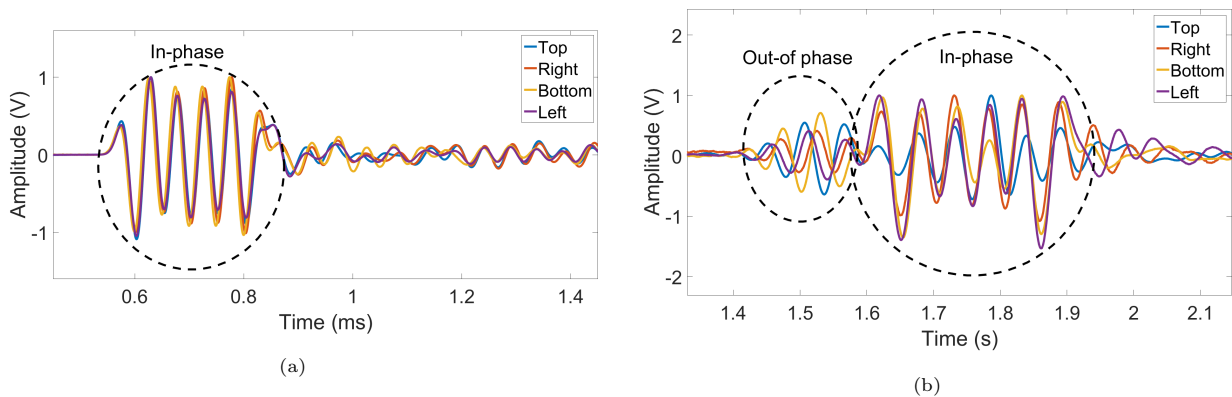 In-phase
Top
Right
Bottom
Left
1
0
-1
Amplitude (V)
0.6 0.8 1 1.2 1.4
Time (ms)
(a)
Out-of phase In-phase
Top
Right
Bottom
Left
2
1
0
-1
-2
Amplitude (V)
1.4 1.5 1.6 1.7 1.8 1.9 2 2.1
Time (s)
(b)